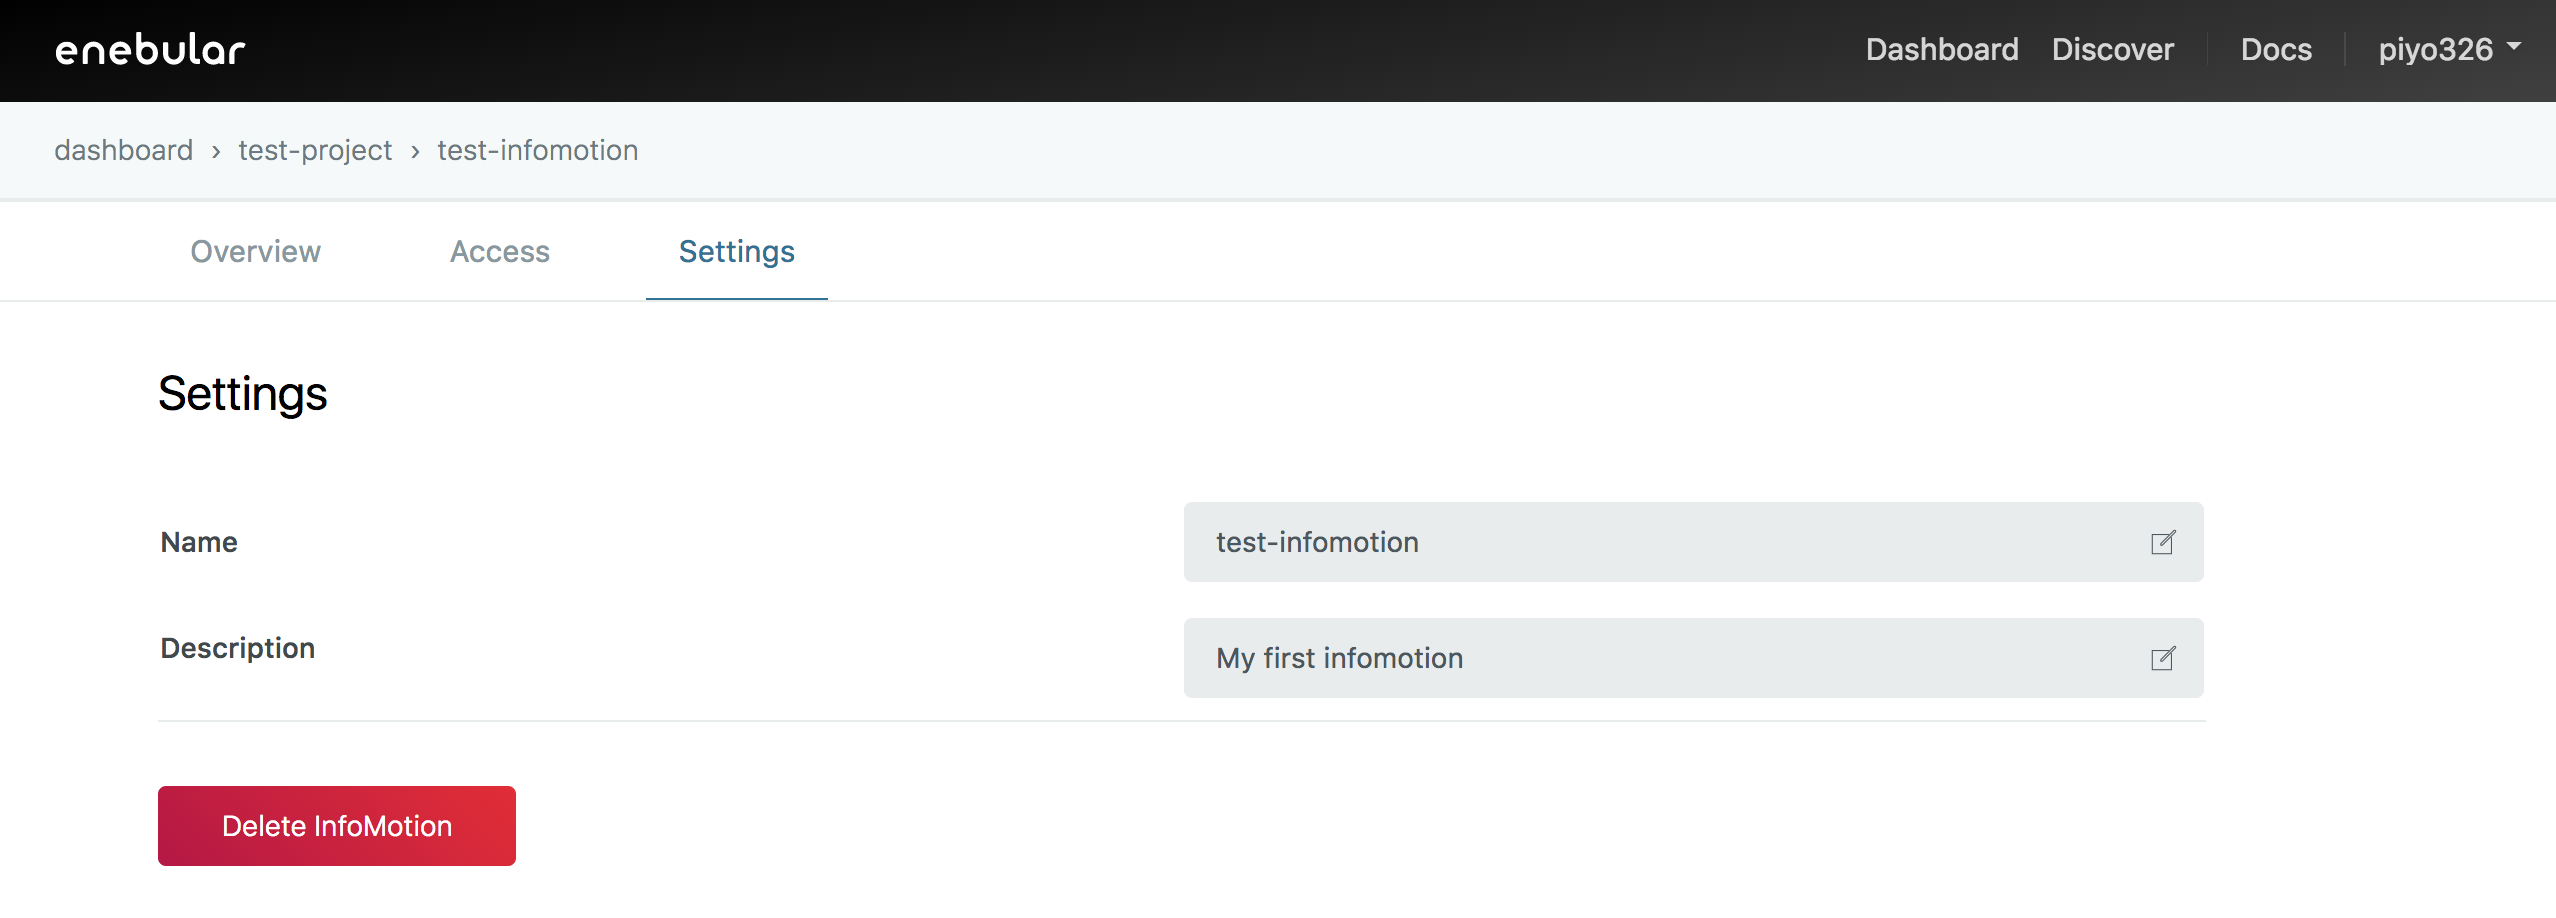 enebular Dashboard Discover Docs piyo326
dashboard › test-project › test-infomotion
Overview Access Settings
Settings
Name test-infomotion
Description My first infomotion
Delete InfoMotion